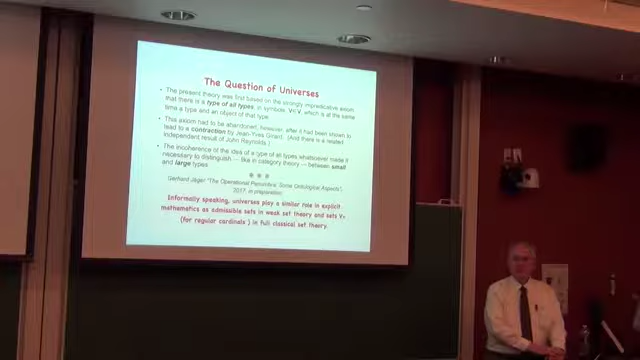 The Question of Universes
• The present theory was first based on the strongly impredicative axiom
that there is a type of all types, in symbols, V ∈ V, which is at the same
time a type and an object of that type.
• This axiom had to be abandoned, however, after it had been shown to
lead to a contraction by Jean-Yves Girard. (And there is a related
independent result of John Reynolds.)
• The incoherence of the idea of a type of all types whatsoever made it
necessary to distinguish — like in category theory — between small
and large types.
Gerhard Jäger "The Operational Penumbra: Some Ontological Aspects",
2017, in preparation.
Informally speaking, universes play a similar role in explicit
mathematics as admissible sets in weak set theory and sets
(for regular cardinals) in full classical set theory.